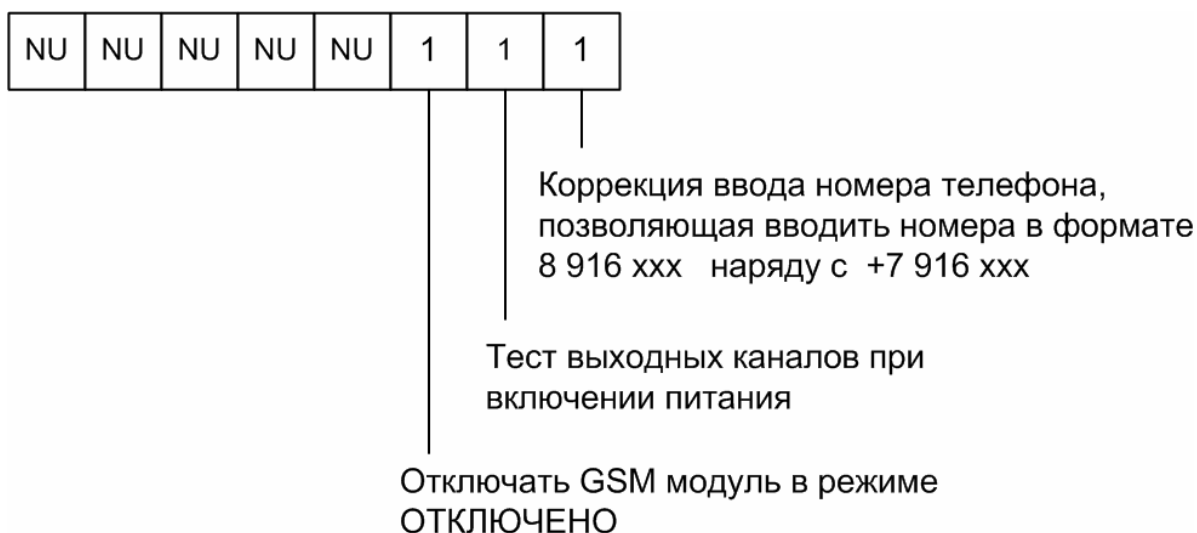 NU NU NU NU NU 1 1 1
Коррекция ввода номера телефона,
позволяющая вводить номера в формате
8 916 xxx наряду с +7 916 xxx
Тест выходных каналов при
включении питания
Отключать GSM модуль в режиме
ОТКЛЮЧЕНО